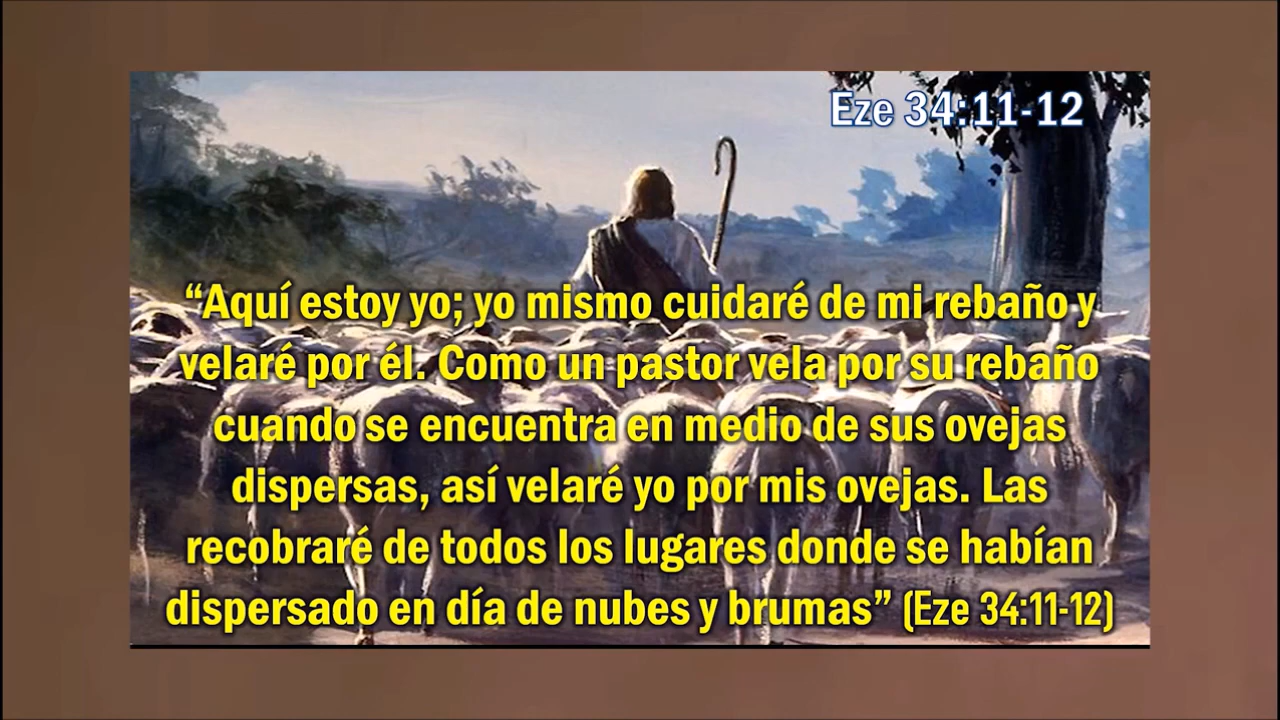 Eze 34:11-12
“Aquí estoy yo; yo mismo cuidaré de mi rebaño y
velaré por él. Como un pastor vela por su rebaño
cuando se encuentra en medio de sus ovejas
dispersas, así velaré yo por mis ovejas. Las
recobraré de todos los lugares donde se habían
dispersado en día de nubes y brumas” (Eze 34:11-12)